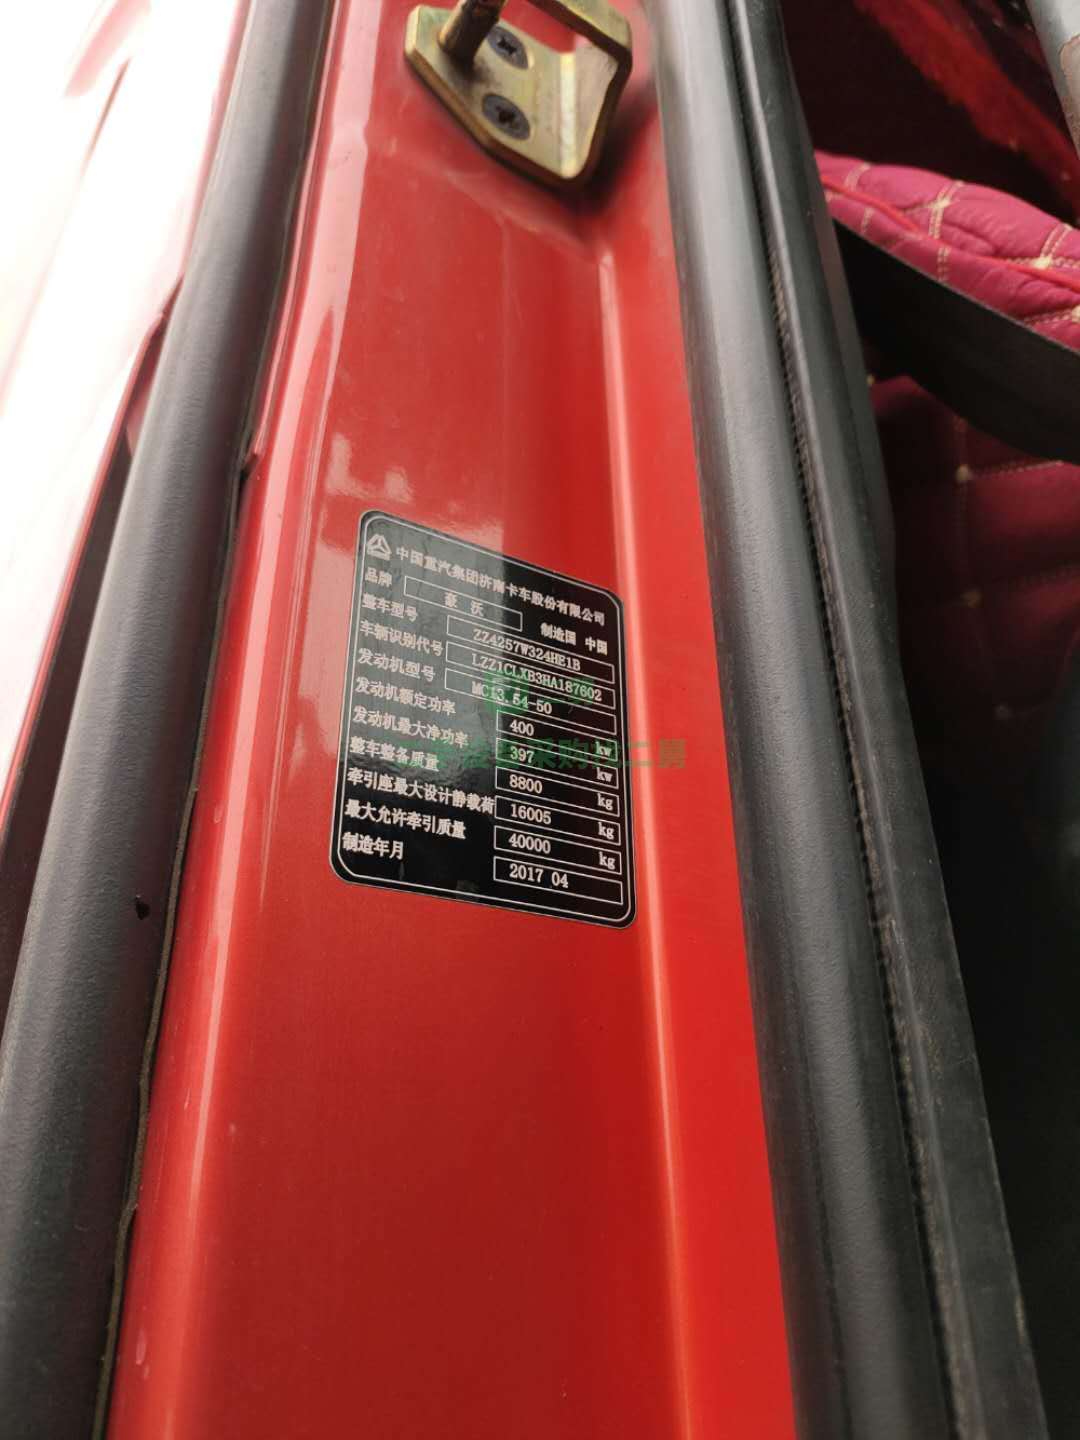 中国重汽集团济南卡车股份有限公司
品牌 豪 沃 制造国 中国
整车型号 ZZ4257W324HE1B
车辆识别代号 LZZ1CLXB3HA187602
发动机型号 MC13.54-50
发动机额定功率 400 kw
发动机最大净功率 397 kw
整车整备质量 8800 kg
牵引座最大设计静载荷 16005 kg
最大允许牵引质量 40000 kg
制造年月 2017 04